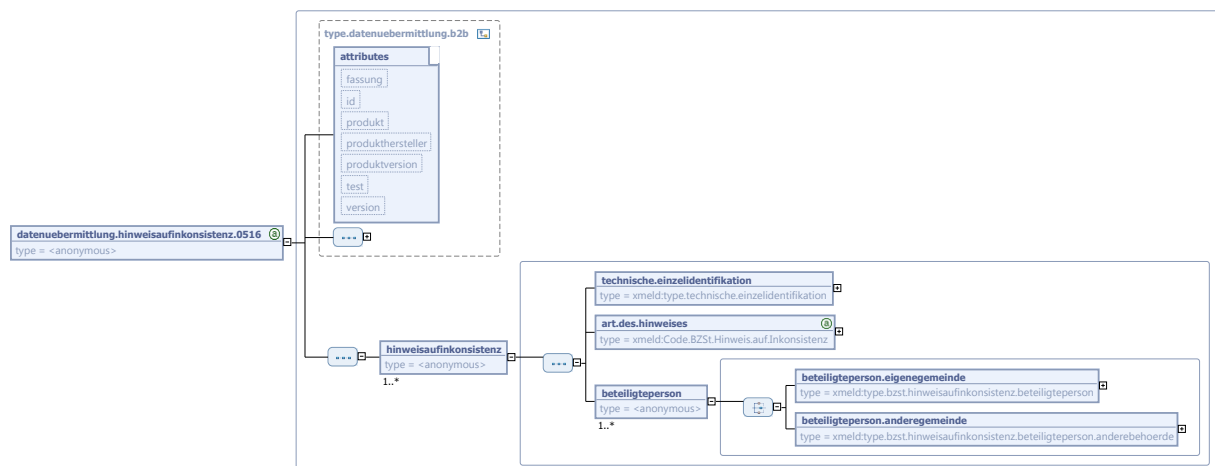 type.datenuebermittlung.b2b
attributes
fassung
id
produkt
produkthersteller
produktversion
test
version
datenuebermittlung.hinweisaufinkonsistenz.0516 a
type = <anonymous>
technische.einzelidentifikation
type = xmeld:type.technische.einzelidentifikation
art.des.hinweises a
type = xmeld:Code.BZSt.Hinweis.auf.Inkonsistenz
hinweisaufinkonsistenz
type = <anonymous>
1..*
beteiligteperson
type = <anonymous>
1..*
beteiligteperson.eigenegemeinde
type = xmeld:type.bzst.hinweisaufinkonsistenz.beteiligteperson
beteiligteperson.anderegemeinde
type = xmeld:type.bzst.hinweisaufinkonsistenz.beteiligteperson.anderebehoerde